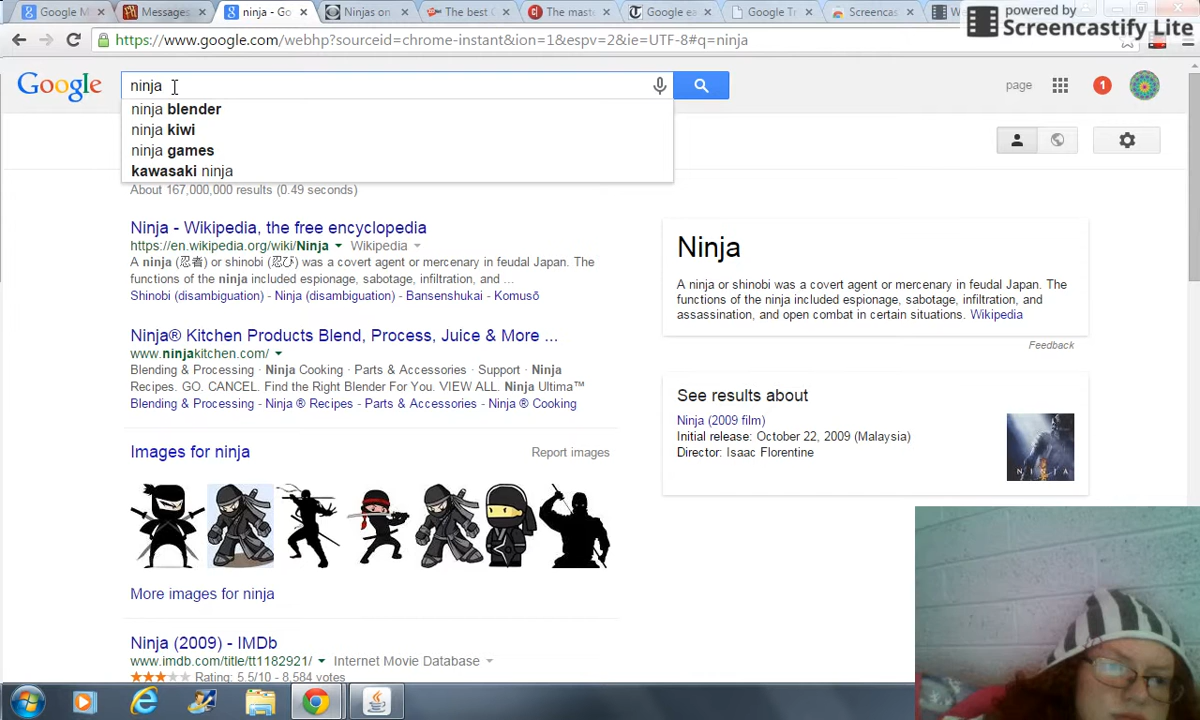 Google M
Messages
ninja - Go
Ninjas on
The best
The maste
Google ea
Google Tr
Screencas
powered by
Screencastify Lite
https://www.google.com/webhp?sourceid=chrome-instant&ion=1&espv=2&ie=UTF-8#q=ninja
Google
ninja
page
1
ninja blender
ninja kiwi
ninja games
kawasaki ninja
About 167,000,000 results (0.49 seconds)
Ninja - Wikipedia, the free encyclopedia
https://en.wikipedia.org/wiki/Ninja Wikipedia
A ninja (忍者) or shinobi (忍び) was a covert agent or mercenary in feudal Japan. The
functions of the ninja included espionage, sabotage, infiltration, and ...
Shinobi (disambiguation) - Ninja (disambiguation) - Bansenshukai - Komusō
Ninja® Kitchen Products Blend, Process, Juice & More ...
www.ninjakitchen.com/
Blending & Processing · Ninja Cooking · Parts & Accessories · Support · Ninja
Recipes. GO. CANCEL. Find the Right Blender For You. VIEW ALL. Ninja Ultima™
Blending & Processing - Ninja ® Recipes - Parts & Accessories - Ninja ® Cooking
Images for ninja
Report images
More images for ninja
Ninja (2009) - IMDb
www.imdb.com/title/tt1182921/ Internet Movie Database
Rating: 5.5/10 - 8,584 votes
Ninja
A ninja or shinobi was a covert agent or mercenary in feudal Japan. The
functions of the ninja included espionage, sabotage, infiltration, and
assassination, and open combat in certain situations. Wikipedia
Feedback
See results about
Ninja (2009 film)
Initial release: October 22, 2009 (Malaysia)
Director: Isaac Florentine
NINJA